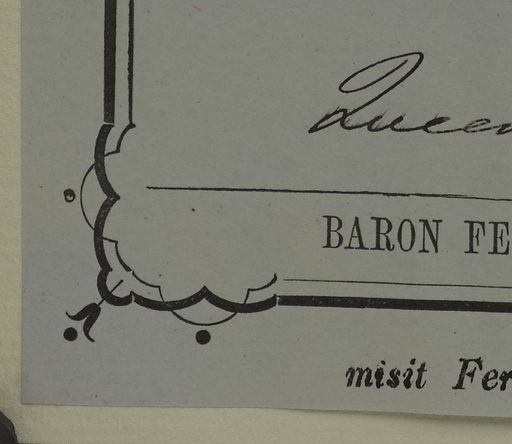 Queen
BARON FE
misit Fer